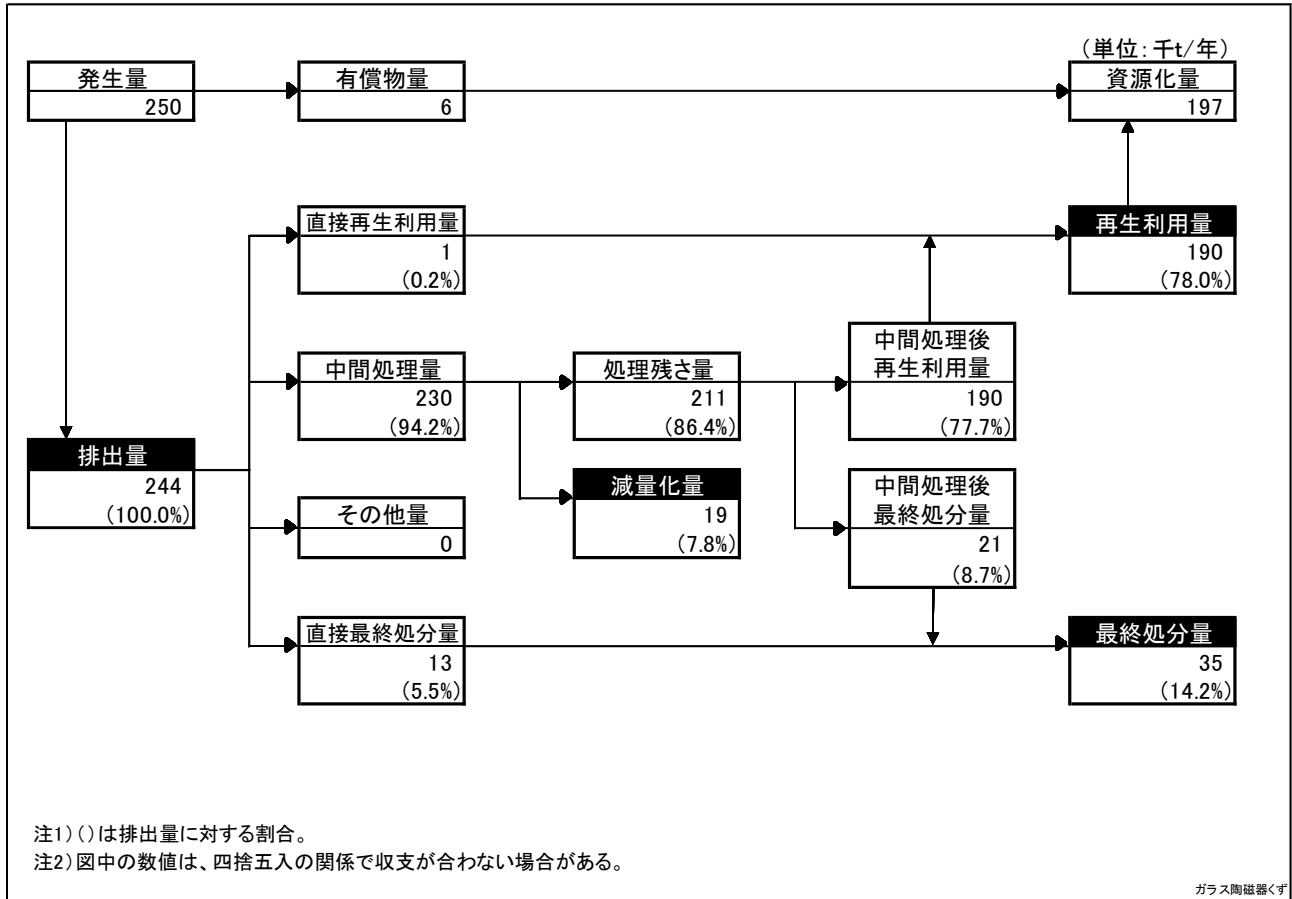 (単位:千t/年)
発生量
250
有償物量
6
資源化量
197
直接再生利用量
1
(0.2%)
再生利用量
190
(78.0%)
中間処理量
230
(94.2%)
処理残さ量
211
(86.4%)
中間処理後
再生利用量
190
(77.7%)
排出量
244
(100.0%)
減量化量
19
(7.8%)
中間処理後
最終処分量
21
(8.7%)
その他量
0
直接最終処分量
13
(5.5%)
最終処分量
35
(14.2%)
注1)()は排出量に対する割合。
注2)図中の数値は、四捨五入の関係で収支が合わない場合がある。
ガラス陶磁器くず